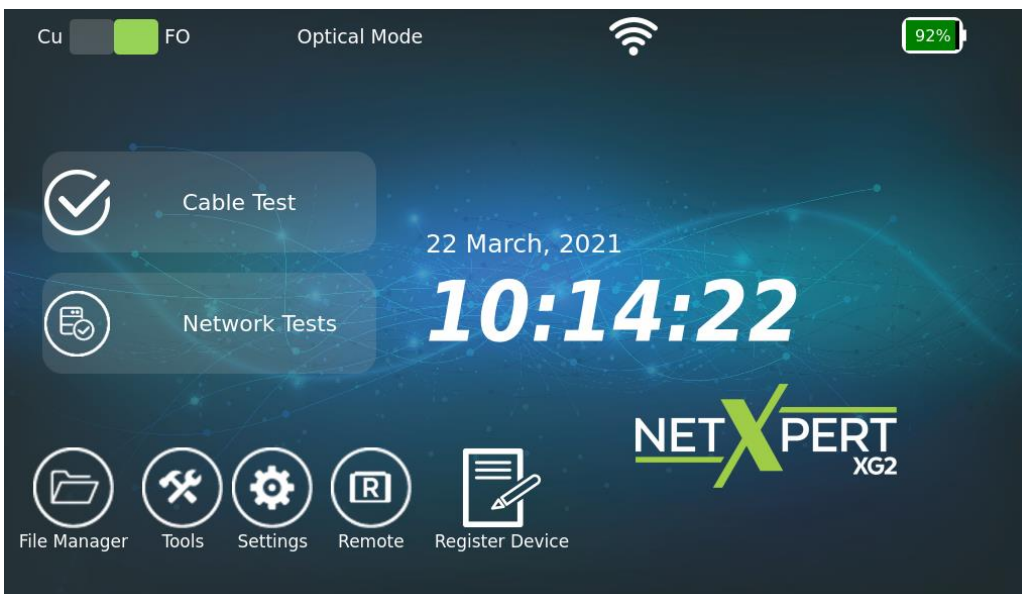 Cu FO Optical Mode 92%
Cable Test
22 March, 2021
10:14:22
Network Tests
NETXPERT
XG2
R
File Manager Tools Settings Remote Register Device